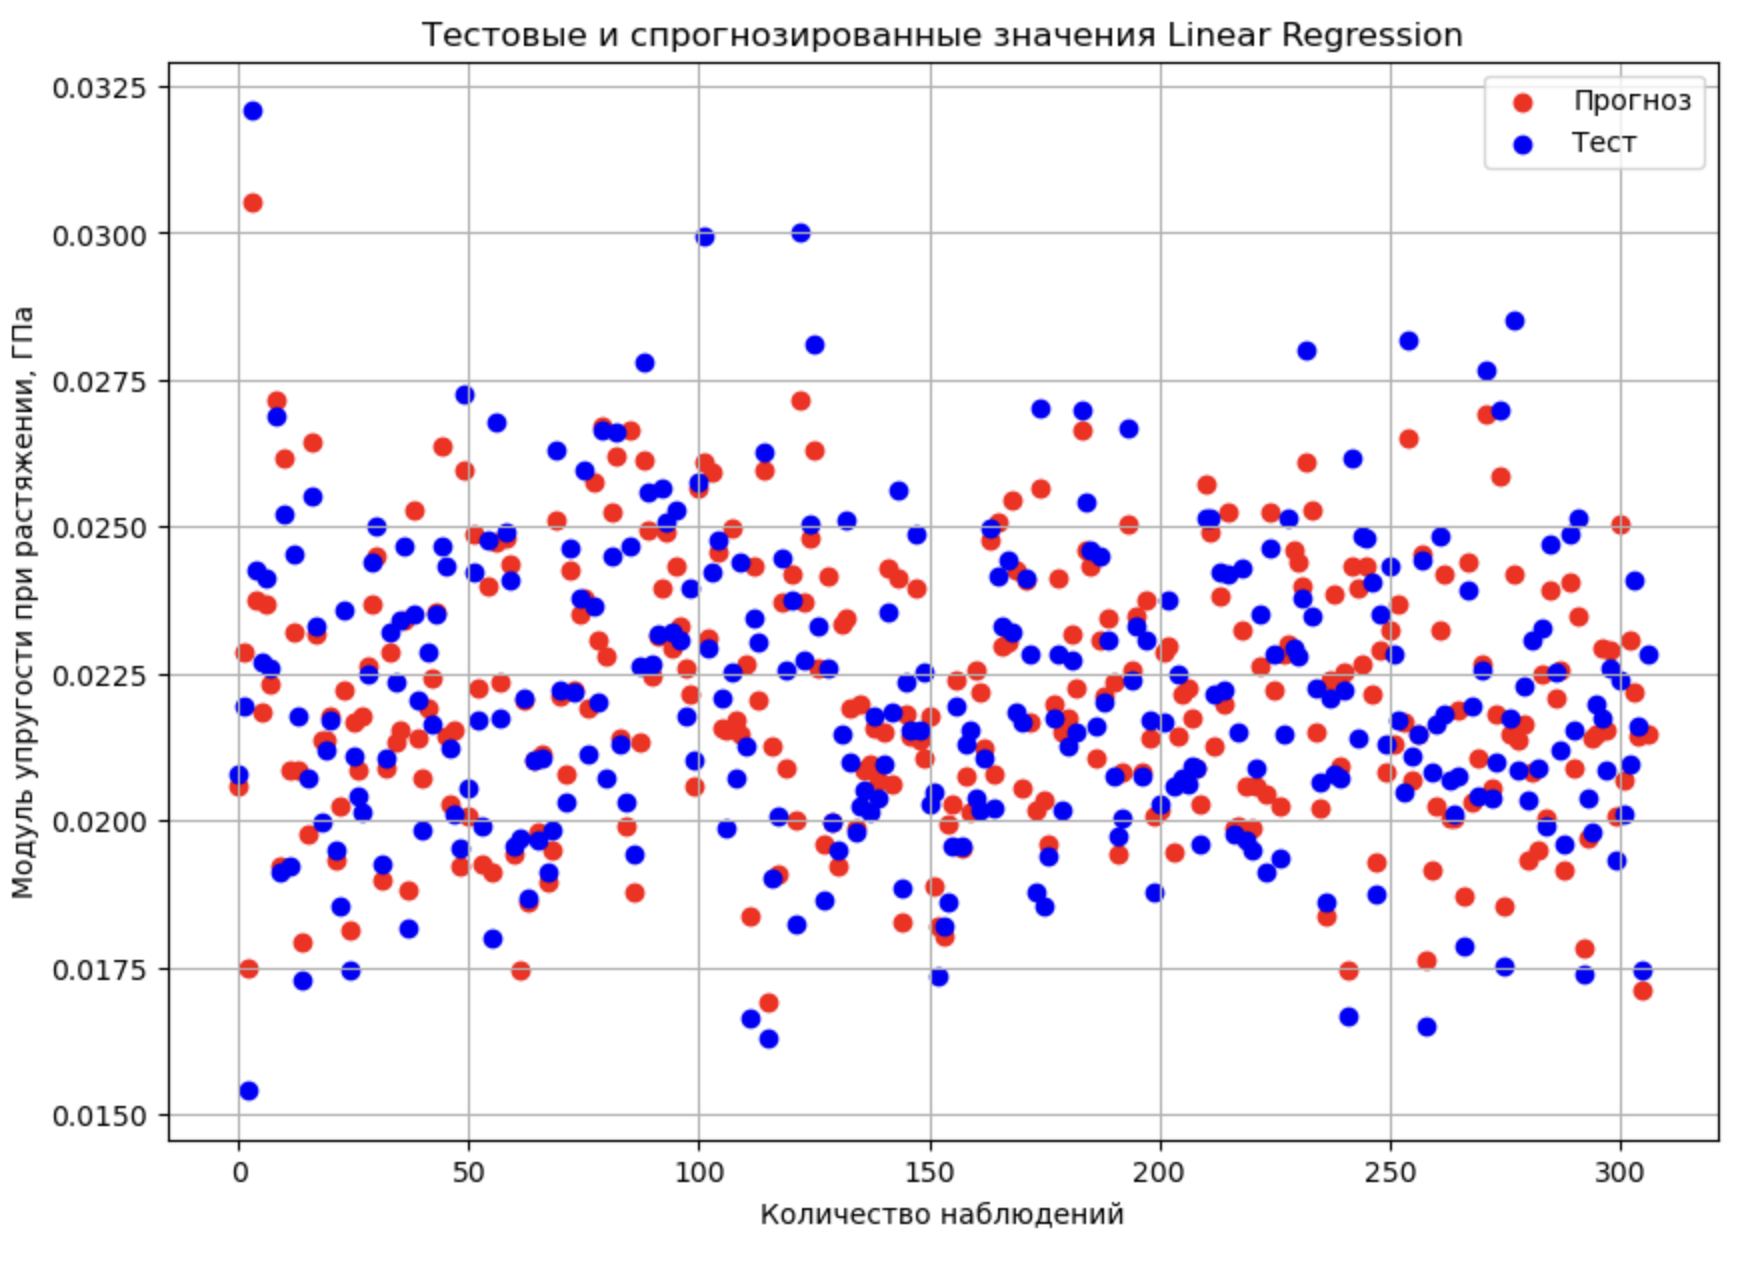 Тестовые и спрогнозированные значения Linear Regression
Прогноз
Тест
Модуль упругости при растяжении, ГПа
0.0325
0.0300
0.0275
0.0250
0.0225
0.0200
0.0175
0.0150
0 50 100 150 200 250 300
Количество наблюдений